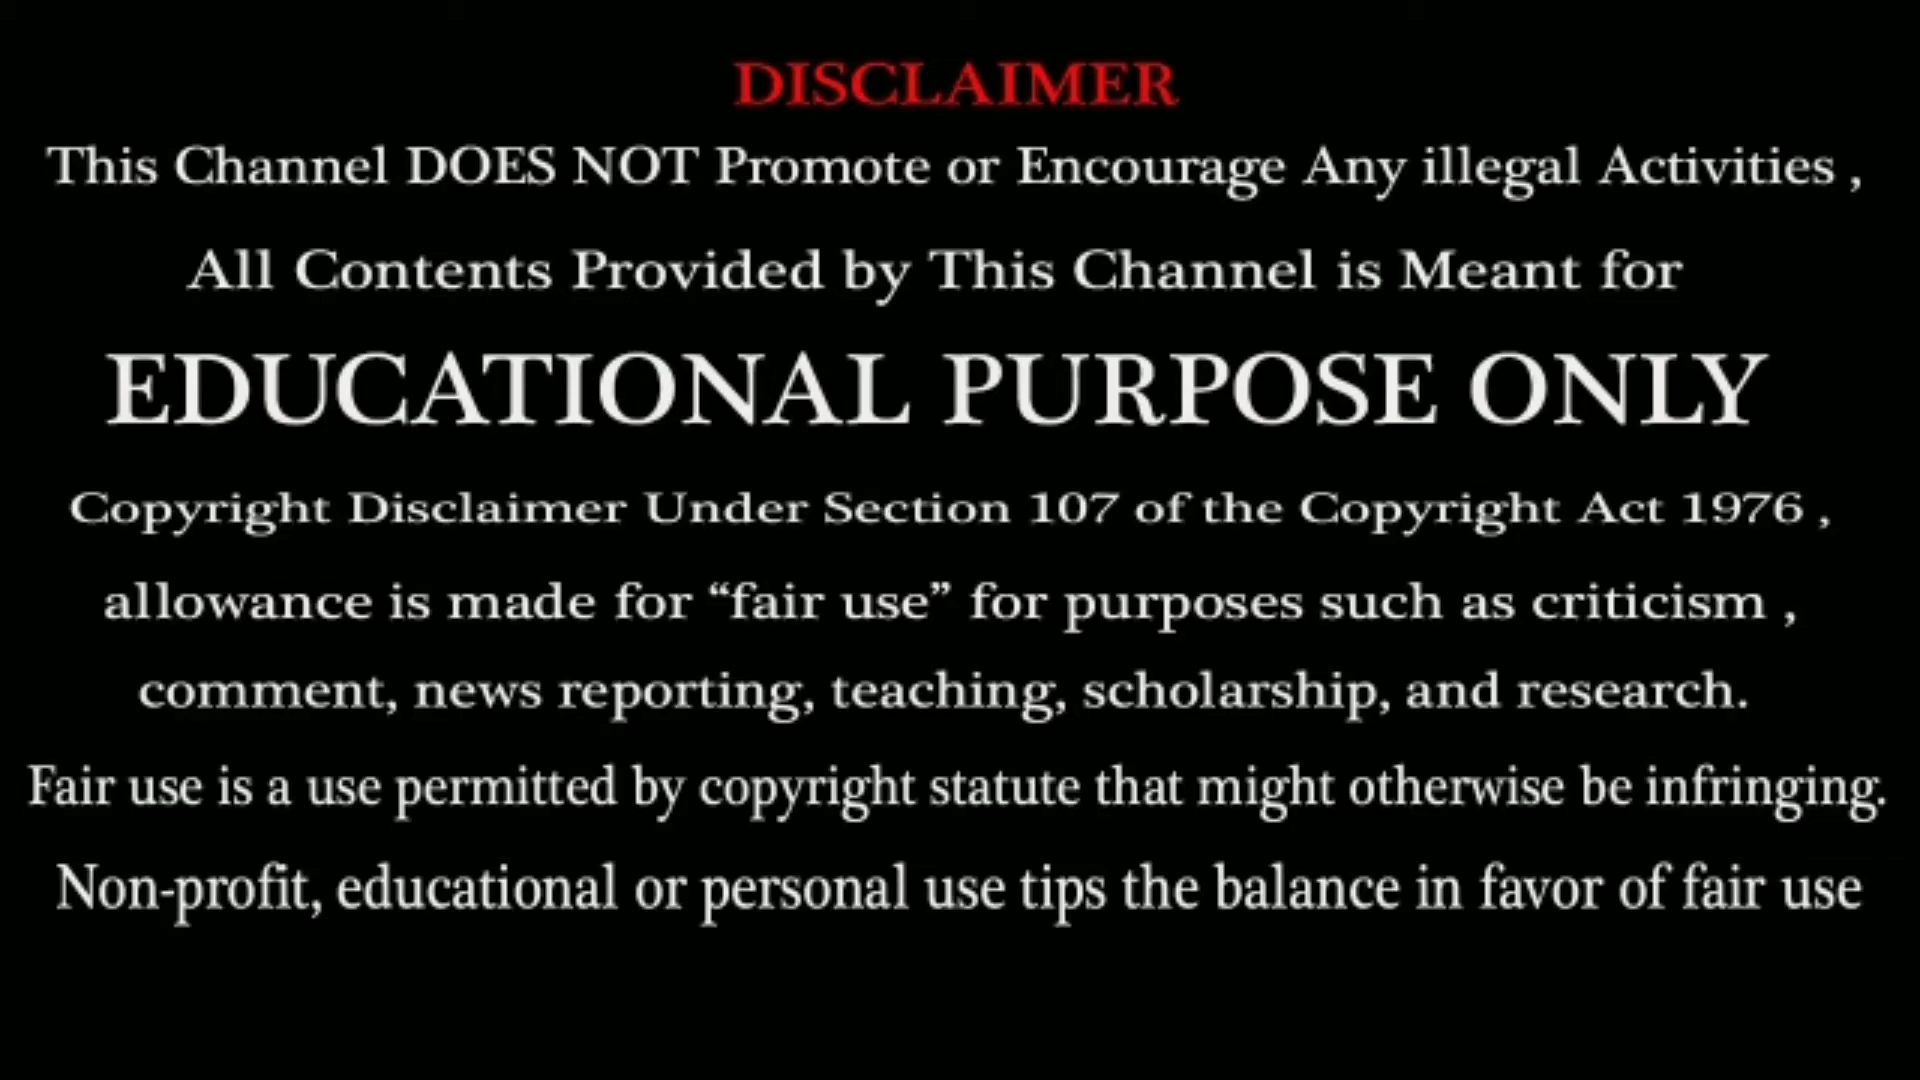 DISCLAIMER
This Channel DOES NOT Promote or Encourage Any illegal Activities ,
All Contents Provided by This Channel is Meant for
EDUCATIONAL PURPOSE ONLY
Copyright Disclaimer Under Section 107 of the Copyright Act 1976 ,
allowance is made for “fair use” for purposes such as criticism ,
comment, news reporting, teaching, scholarship, and research.
Fair use is a use permitted by copyright statute that might otherwise be infringing.
Non-profit, educational or personal use tips the balance in favor of fair use